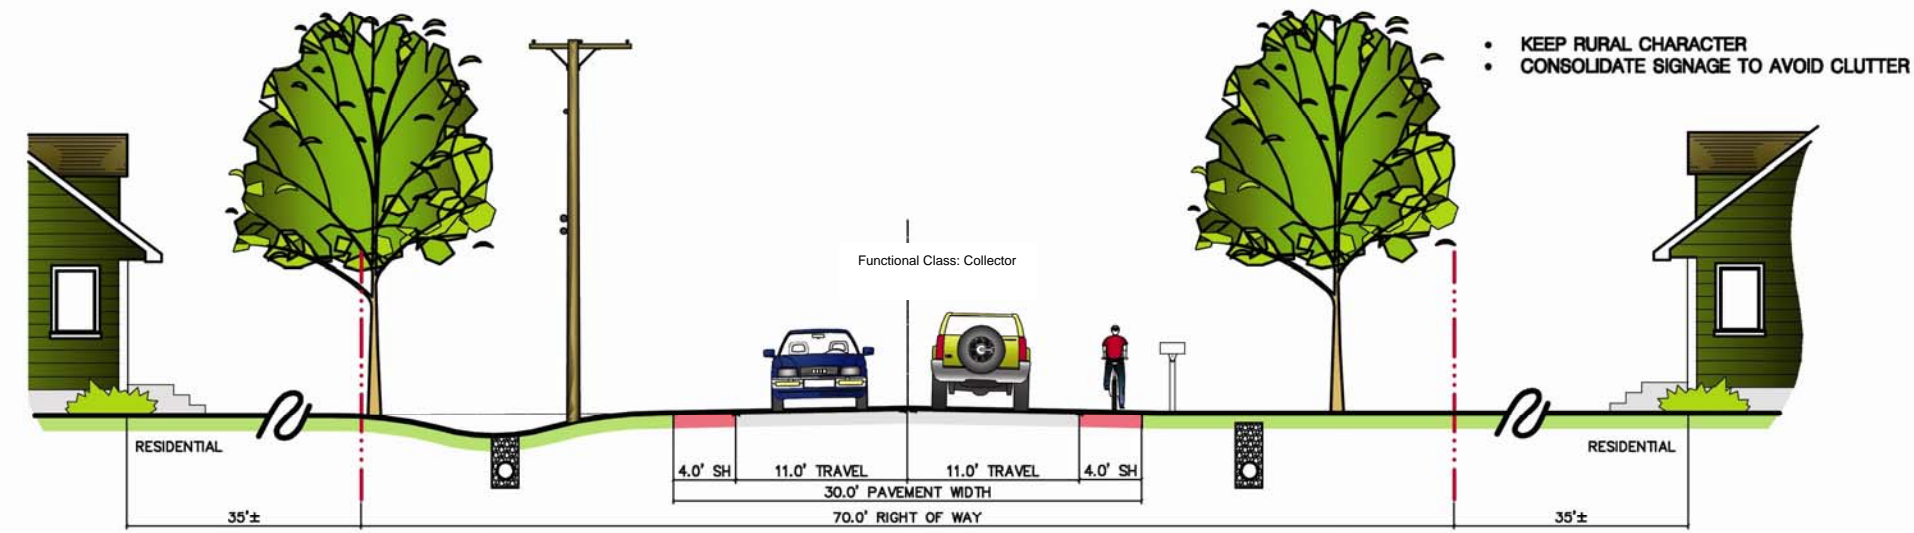 • KEEP RURAL CHARACTER
• CONSOLIDATE SIGNAGE TO AVOID CLUTTER
Functional Class: Collector
RESIDENTIAL
RESIDENTIAL
4.0' SH
11.0' TRAVEL
11.0' TRAVEL
4.0' SH
30.0' PAVEMENT WIDTH
35'±
70.0' RIGHT OF WAY
35'±